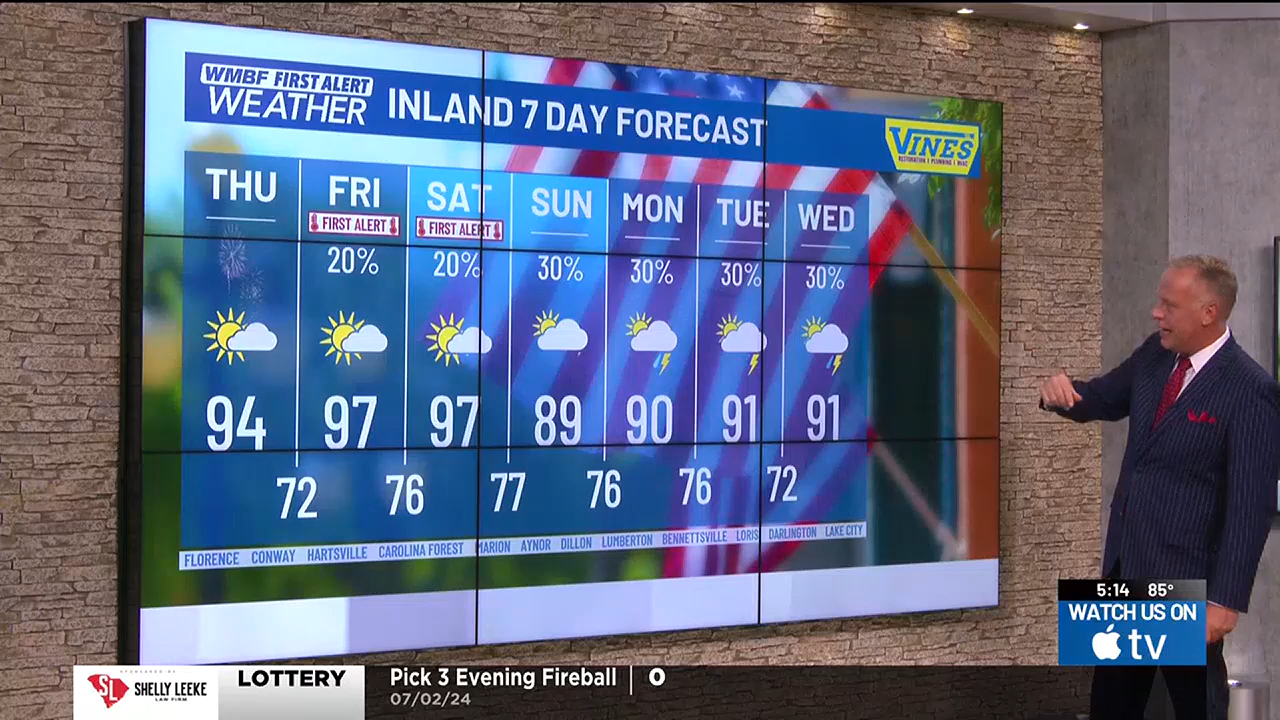 WMBF FIRST ALERT
WEATHER
INLAND 7 DAY FORECAST
VINES
RESTORATION | PLUMBING | HVAC
THU FRI SAT SUN MON TUE WED
FIRST ALERT FIRST ALERT
20% 20% 30% 30% 30% 30%
94 97 97 89 90 91 91
72 76 77 76 76 72
FLORENCE CONWAY HARTSVILLE CAROLINA FOREST MARION AYNOR DILLON LUMBERTON BENNETTSVILLE LORIS DARLINGTON LAKE CITY
5:14 85°
WATCH US ON
tv
SPONSORED BY
SL SHELLY LEEKE
LAW FIRM
LOTTERY
Pick 3 Evening Fireball 0
07/02/24